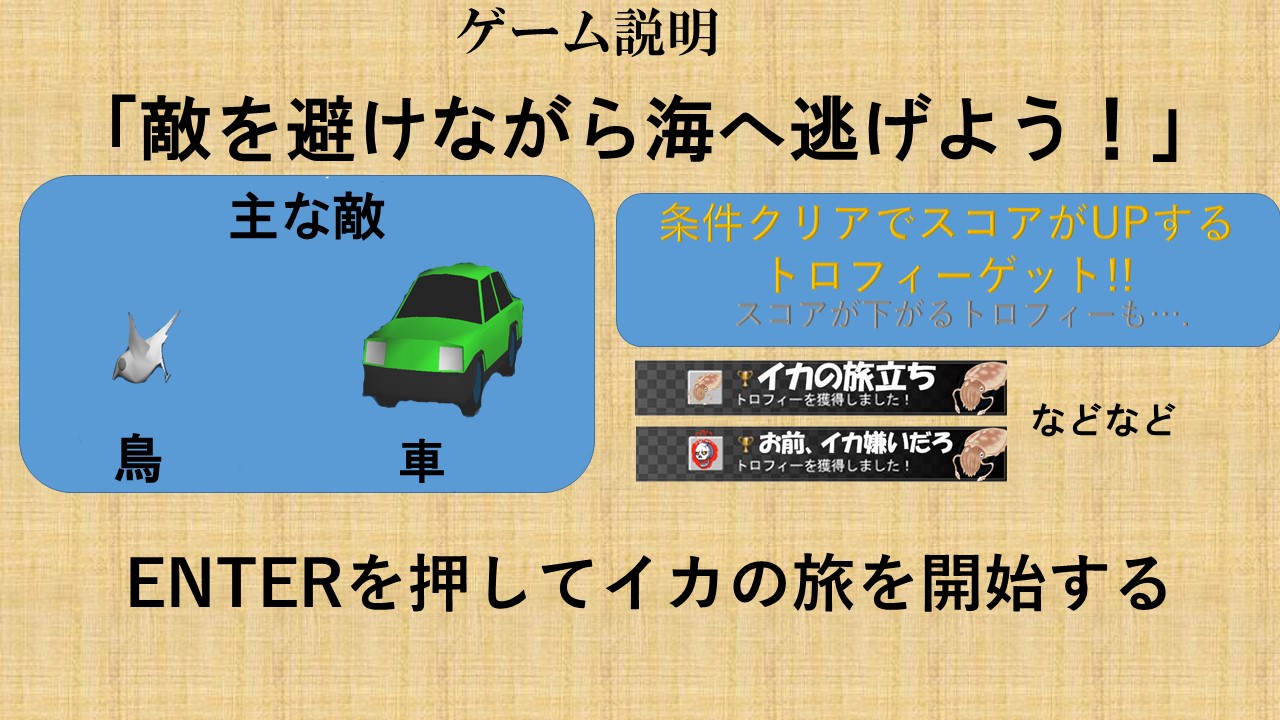 ゲーム説明
「敵を避けながら海へ逃げよう！」
主な敵
鳥
車
条件クリアでスコアがUPする
トロフィーゲット!!
スコアが下がるトロフィーも….
イカの旅立ち
トロフィーを獲得しました！
お前、イカ嫌いだろ
トロフィーを獲得しました！
などなど
ENTERを押してイカの旅を開始する